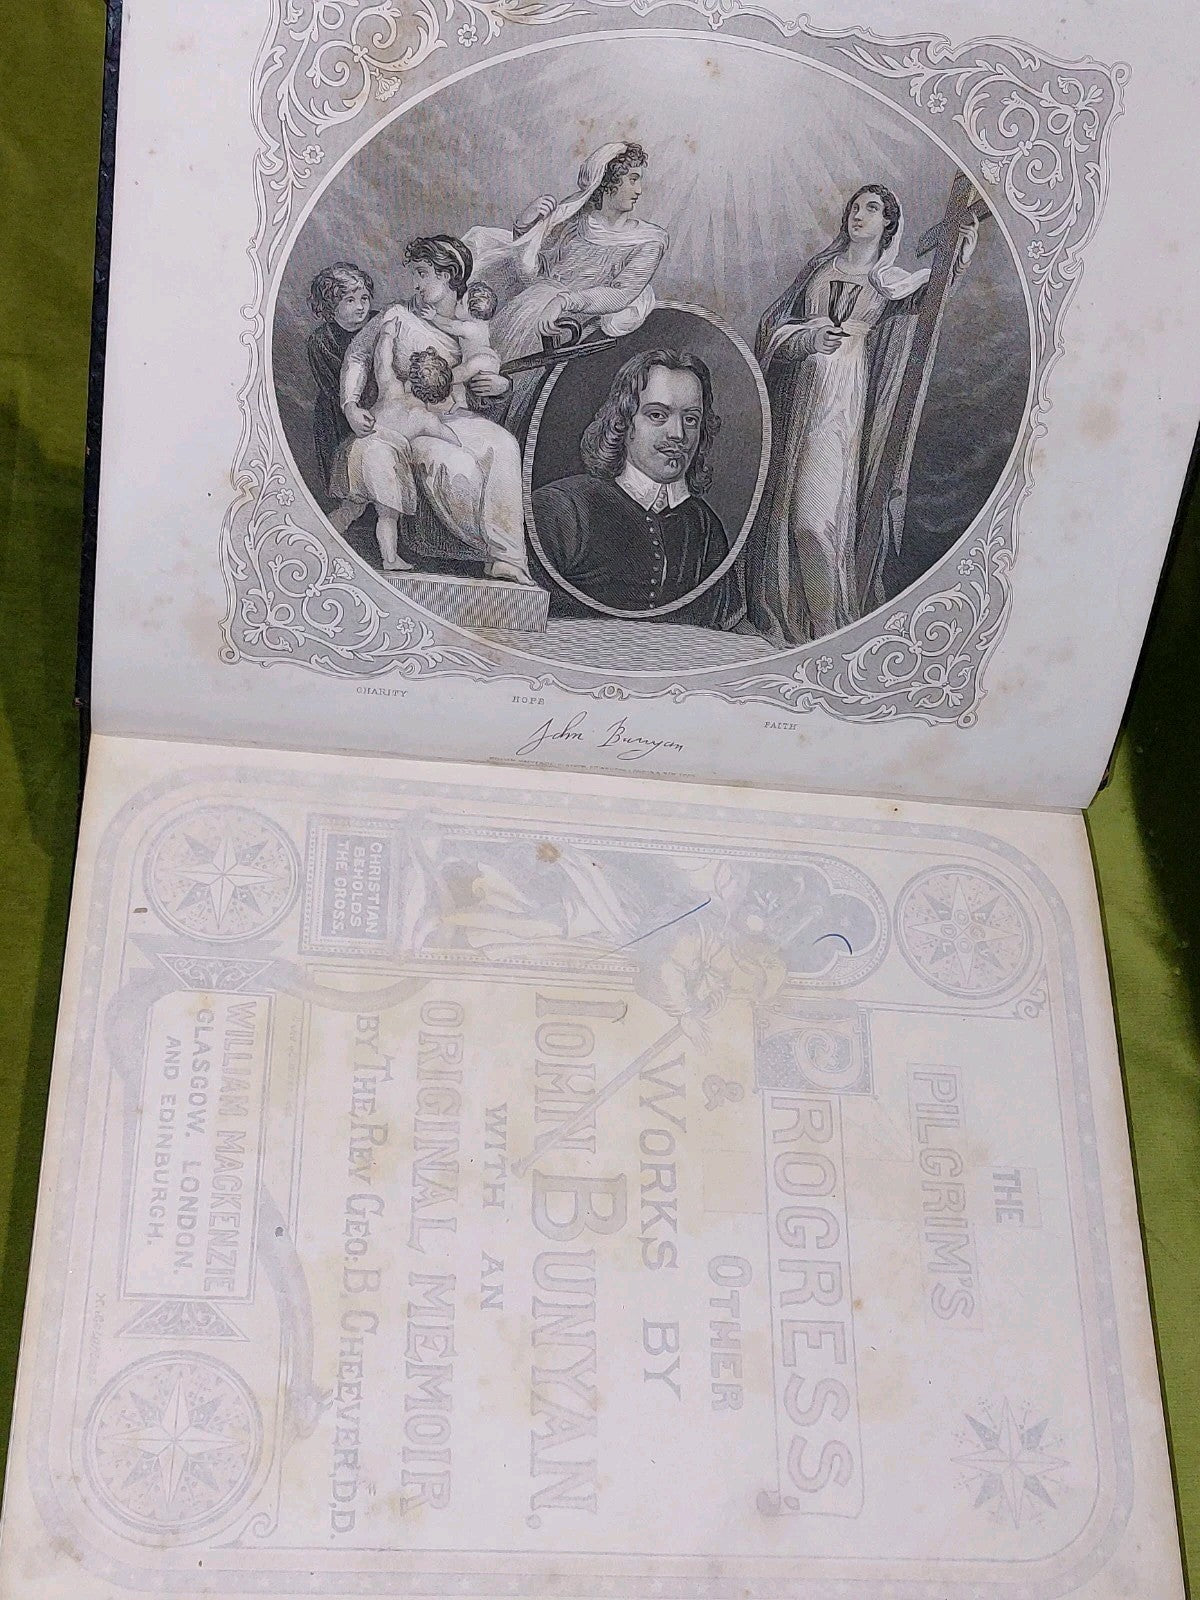 CHARITY
HOPE
FAITH
John Bunyan
THE
PILGRIM'S
PROGRESS,
&
OTHER
WORKS BY
JOHN BUNYAN.
WITH AN
ORIGINAL MEMOIR
BY THE REV. GEO. B. CHEEVER, D.D.
WILLIAM MACKENZIE
GLASGOW, LONDON,
AND EDINBURGH.
CHRISTIAN
BEHOLDS
THE CROSS.